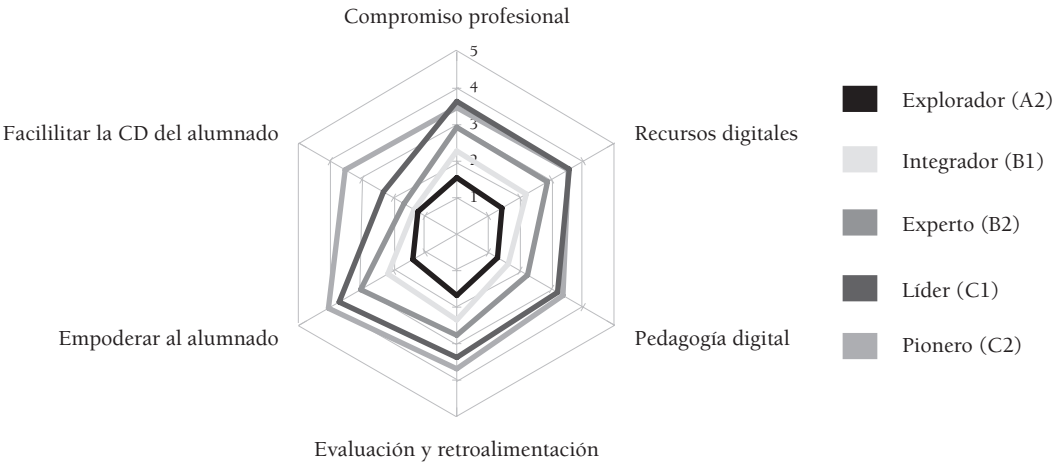 Compromiso profesional
5
4
3
2
1
Facililitar la CD del alumnado
Recursos digitales
Empoderar al alumnado
Pedagogía digital
Evaluación y retroalimentación
Explorador (A2)
Integrador (B1)
Experto (B2)
Líder (C1)
Pionero (C2)